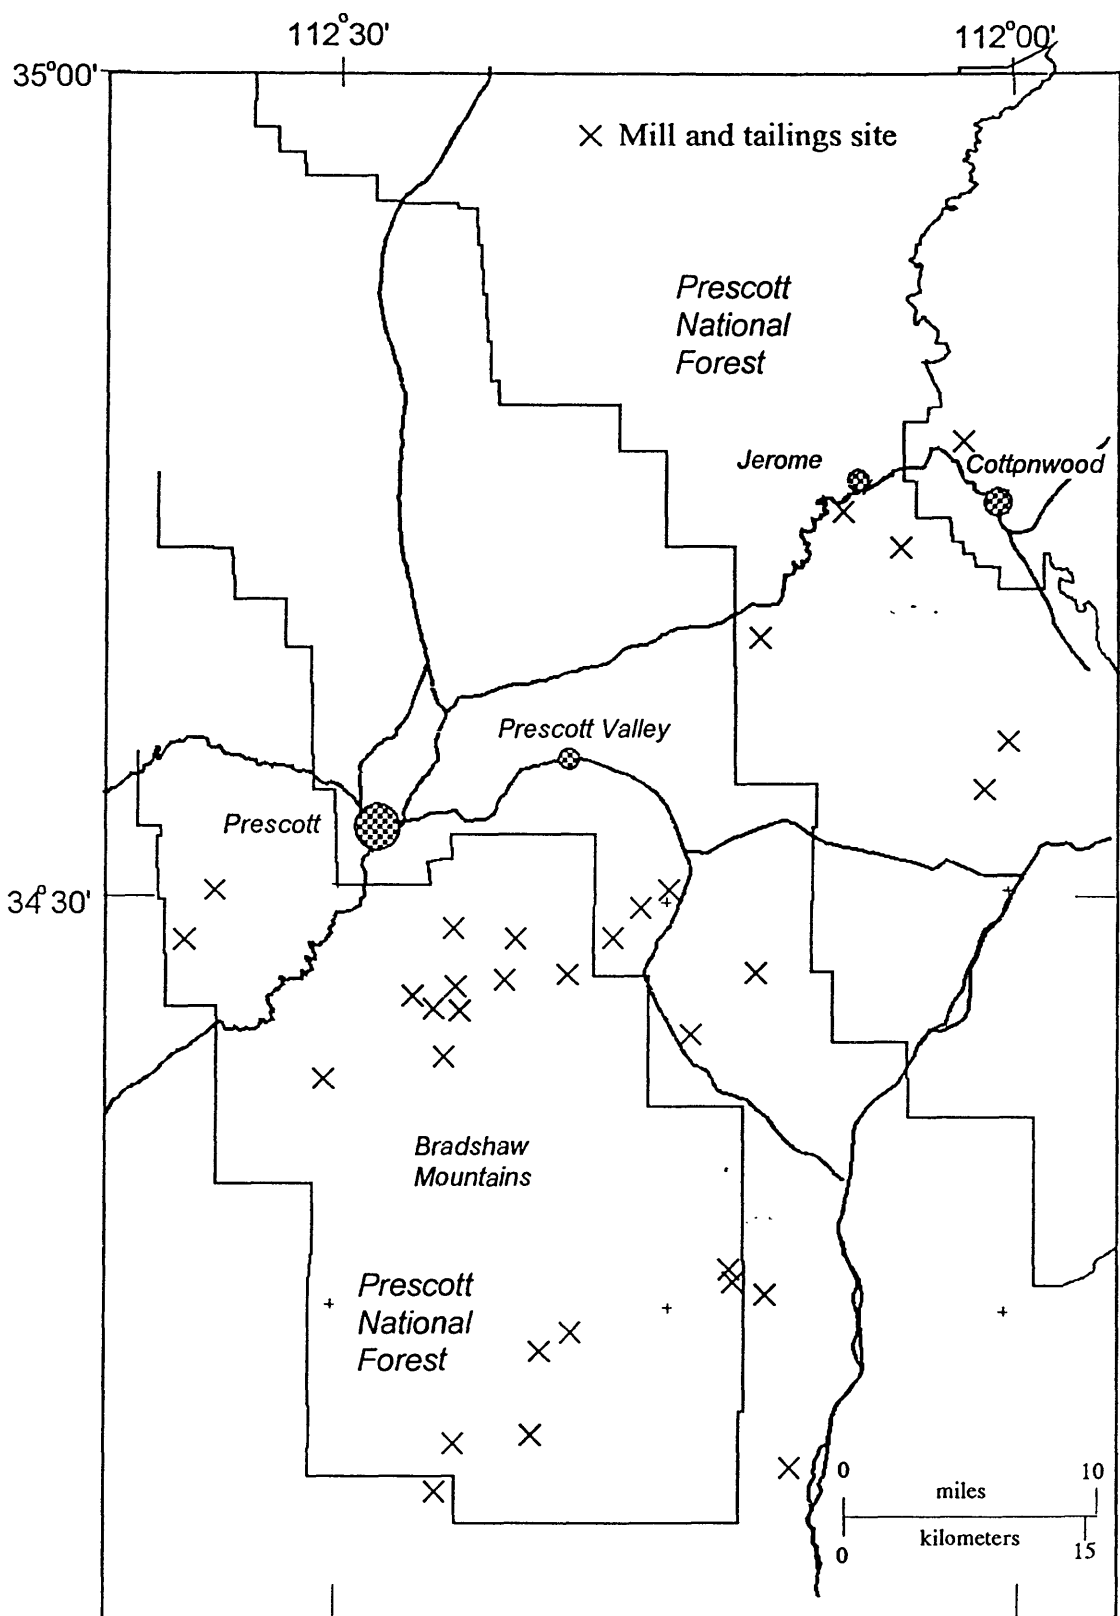 112°30'
112°00'
35°00'
× Mill and tailings site
Prescott
National
Forest
Jerome
Cottonwood
Prescott Valley
Prescott
34°30'
Bradshaw
Mountains
Prescott
National
Forest
0 10
miles
kilometers
0 15